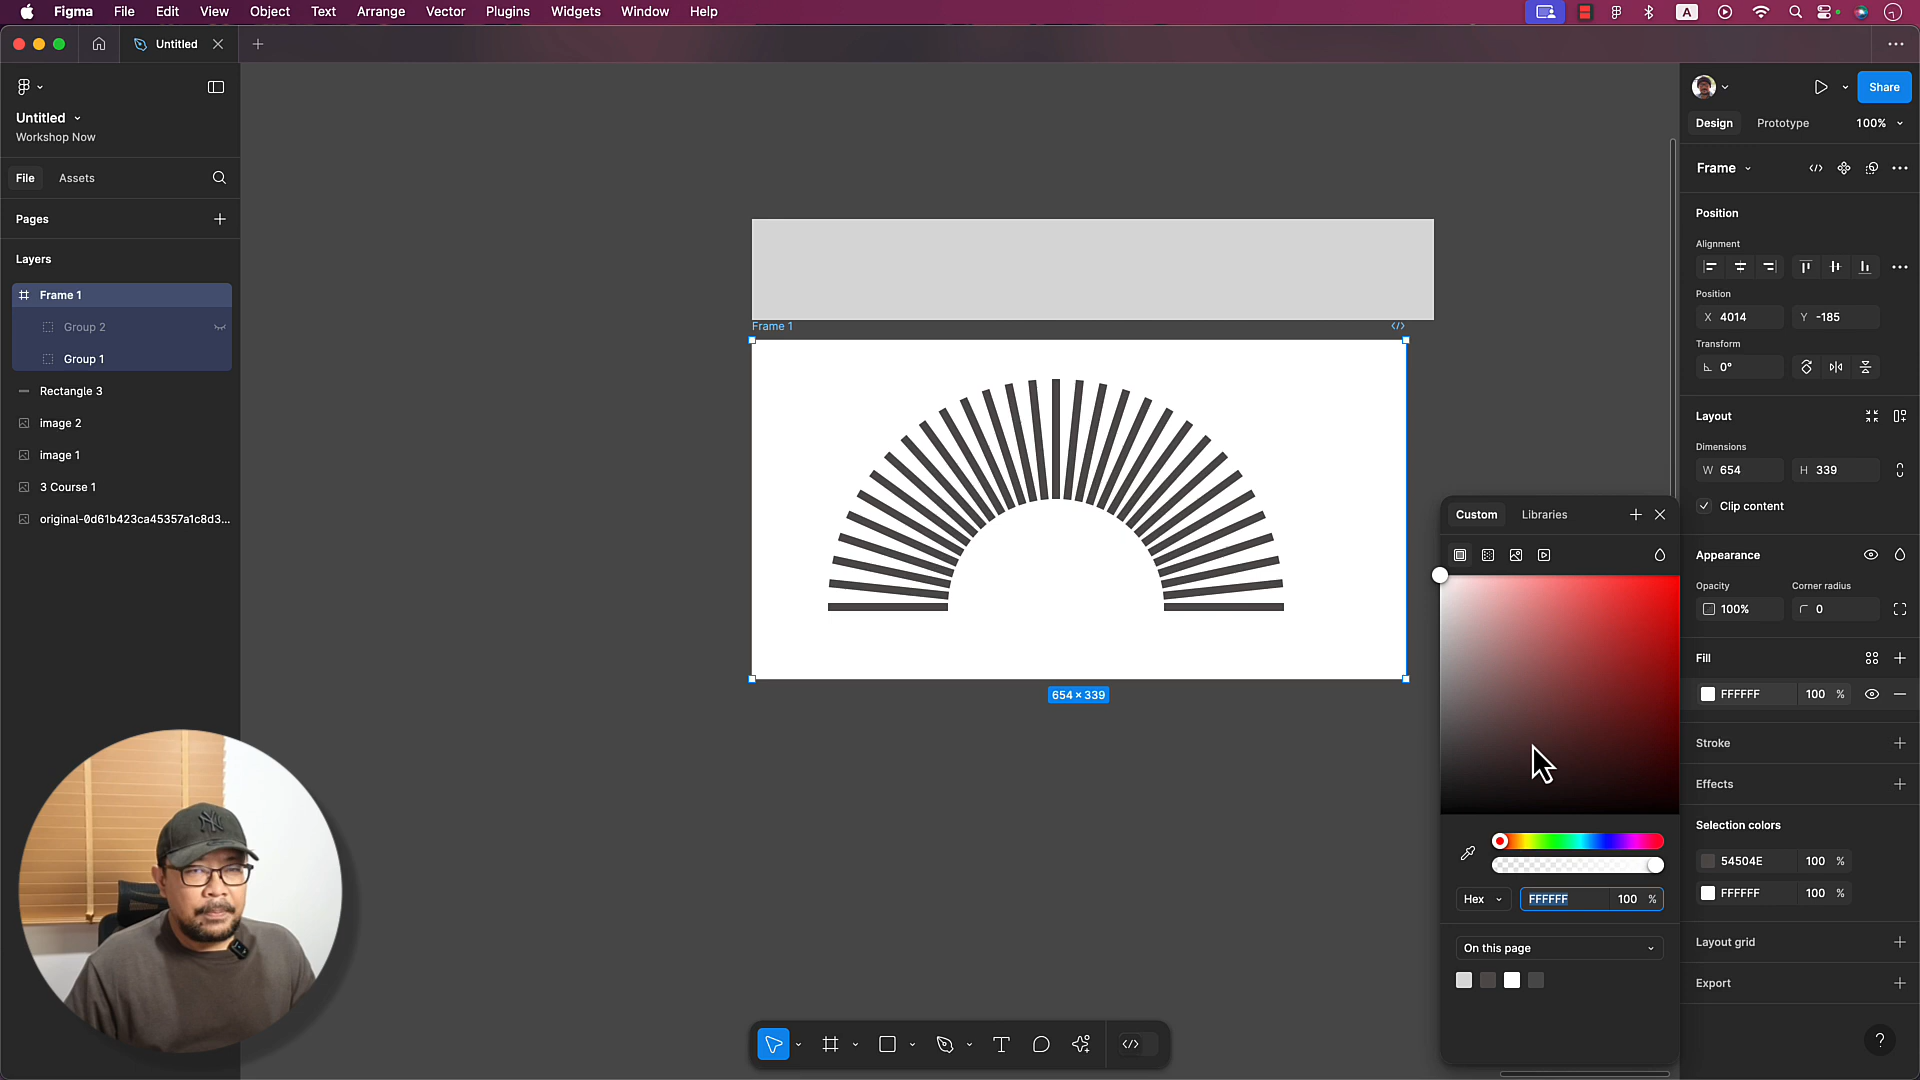 Figma File Edit View Object Text Arrange Vector Plugins Widgets Window Help A
Untitled
Untitled
Workshop Now
File Assets
Pages
Layers
Frame 1
Group 2
Group 1
Rectangle 3
image 2
image 1
3 Course 1
original-0d61b423ca45357a1c8d3...
Frame 1
654 × 339
Custom Libraries
Hex FFFFFF 100 %
On this page
Share
Design Prototype 100%
Frame
Position
Alignment
Position
X 4014 Y -185
Transform
0°
Layout
Dimensions
W 654 H 339
Clip content
Appearance
Opacity Corner radius
100% 0
Fill
FFFFFF 100 %
Stroke
Effects
Selection colors
54504E 100 %
FFFFFF 100 %
Layout grid
Export
?